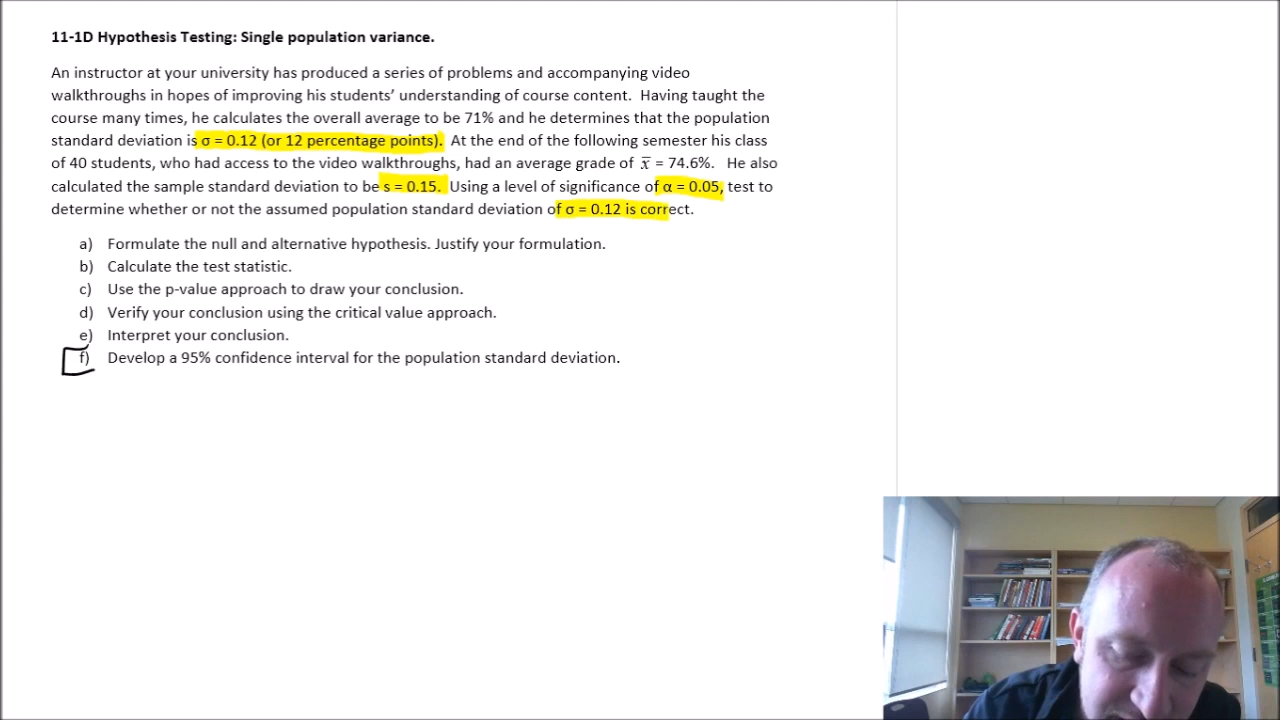 11-1D Hypothesis Testing: Single population variance.
An instructor at your university has produced a series of problems and accompanying video
walkthroughs in hopes of improving his students’ understanding of course content.  Having taught the
course many times, he calculates the overall average to be 71% and he determines that the population
standard deviation is σ = 0.12 (or 12 percentage points).  At the end of the following semester his class
of 40 students, who had access to the video walkthroughs, had an average grade of x̅ = 74.6%.   He also
calculated the sample standard deviation to be s = 0.15.  Using a level of significance of α = 0.05, test to
determine whether or not the assumed population standard deviation of σ = 0.12 is correct.
a) Formulate the null and alternative hypothesis. Justify your formulation.
b) Calculate the test statistic.
c) Use the p-value approach to draw your conclusion.
d) Verify your conclusion using the critical value approach.
e) Interpret your conclusion.
f) Develop a 95% confidence interval for the population standard deviation.